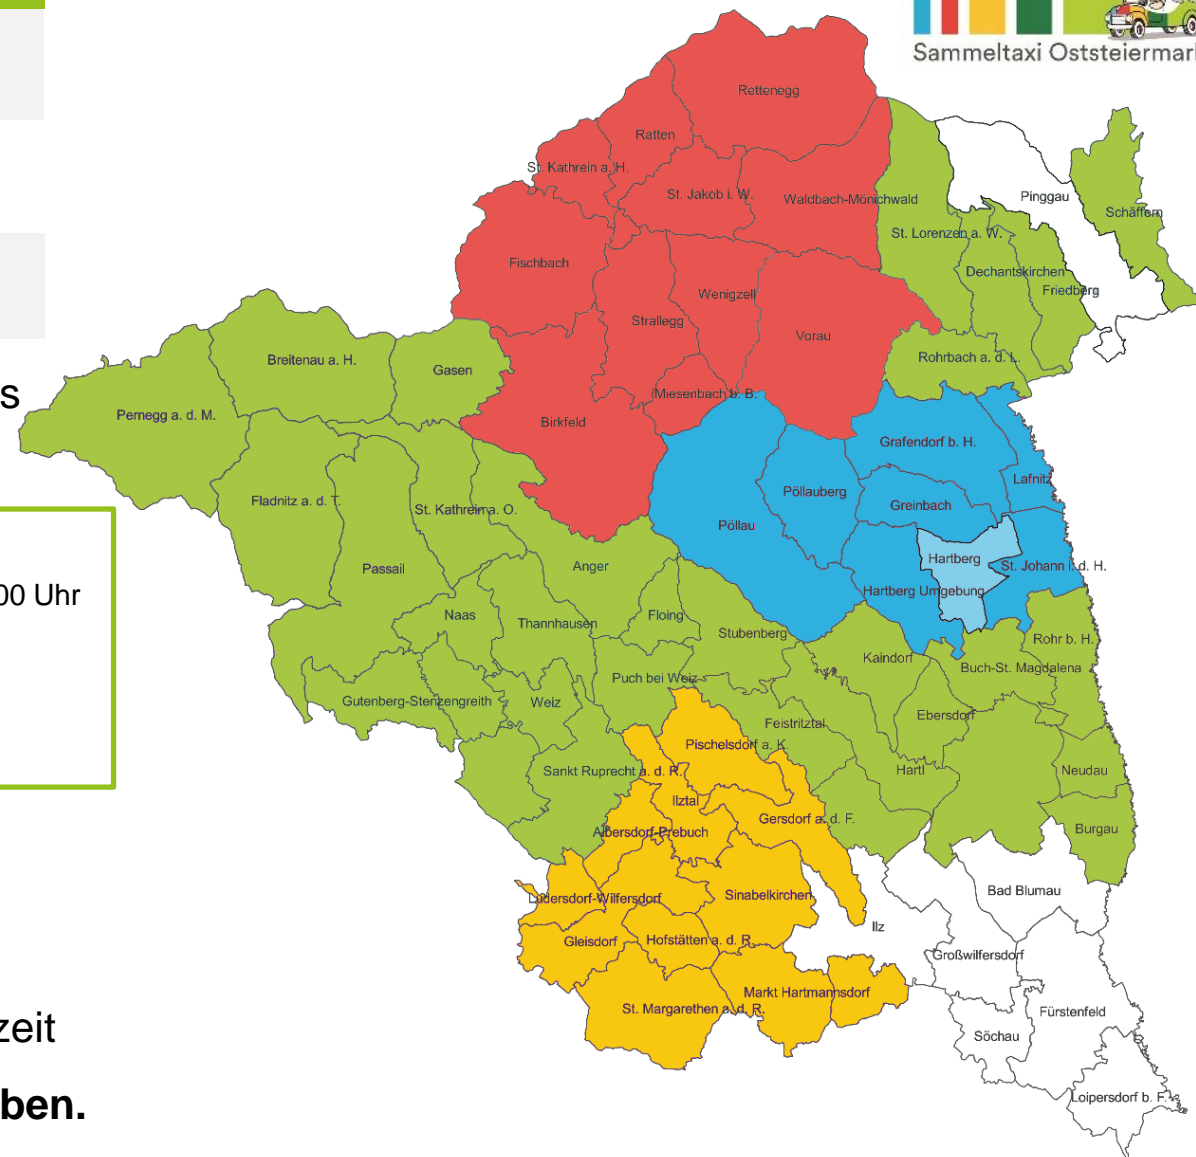 Sammeltaxi Oststeiermark
Rettenegg
Ratten
St. Kathrein a. H.
St. Jakob i. W.
Waldbach-Mönichwald
Pinggau
Schäffern
St. Lorenzen a. W.
Fischbach
Dechantskirchen
Friedberg
Wenigzell
Strallegg
Vorau
Rohrbach a. d. L.
Breitenau a. H.
Gasen
s
Miesenbach b. B.
Pernegg a. d. M.
Birkfeld
Grafendorf b. H.
Lafnitz
Pöllauberg
Greinbach
Fladnitz a. d. T.
St. Kathrein a. O.
Pöllau
Hartberg
St. Johann i. d. H.
Passail
Anger
Hartberg Umgebung
00 Uhr
Naas
Thannhausen
Floing
Stubenberg
Rohr b. H.
Kaindorf
Buch-St. Magdalena
Puch bei Weiz
Gutenberg-Stenzengreith
Weiz
Ebersdorf
Feistritztal
Pischelsdorf a. K.
Sankt Ruprecht a. d. R.
Hartl
Neudau
Ilztal
Gersdorf a. d. F.
Albersdorf-Prebuch
Burgau
Bad Blumau
Ludersdorf-Wilfersdorf
Sinabelkirchen
Ilz
Gleisdorf
Hofstätten a. d. R.
Großwilfersdorf
Markt Hartmannsdorf
St. Margarethen a. d. R.
Fürstenfeld
zeit
Söchau
Loipersdorf b. F.
ben.